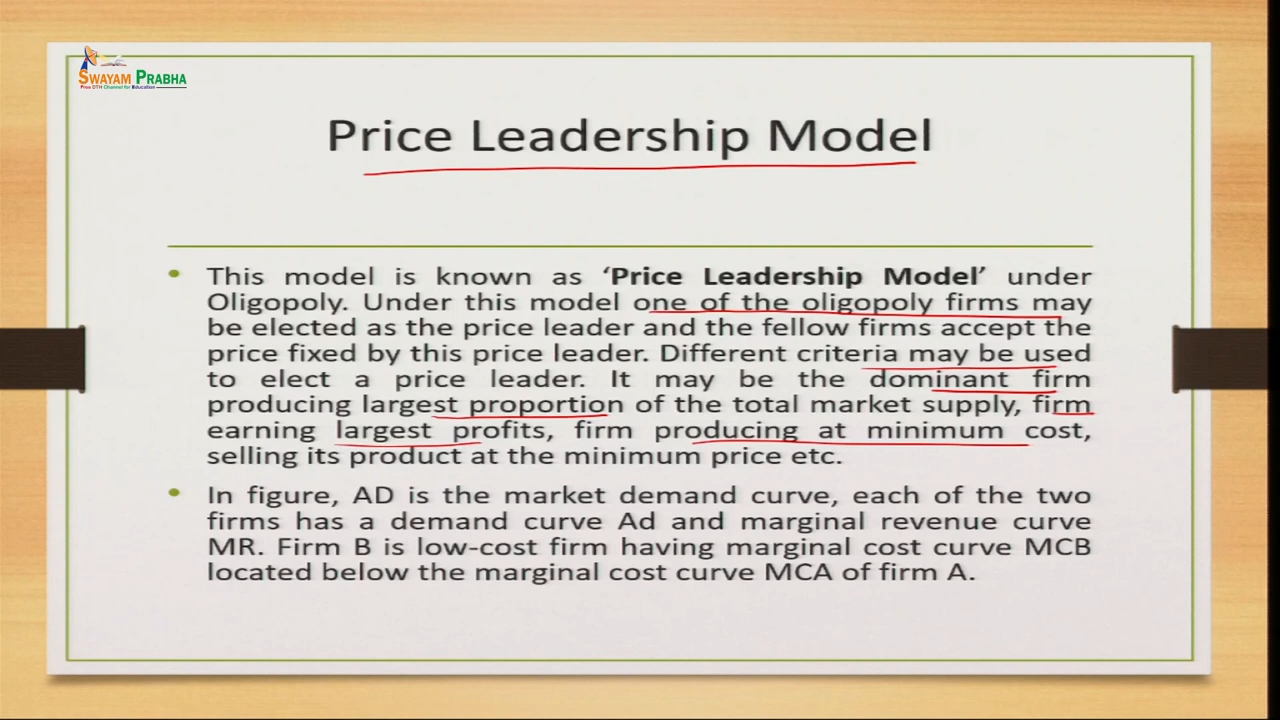 SWAYAM PRABHA
Free DTH Channel for Education
Price Leadership Model
• This model is known as ‘Price Leadership Model’ under
Oligopoly. Under this model one of the oligopoly firms may
be elected as the price leader and the fellow firms accept the
price fixed by this price leader. Different criteria may be used
to elect a price leader. It may be the dominant firm
producing largest proportion of the total market supply, firm
earning largest profits, firm producing at minimum cost,
selling its product at the minimum price etc.
• In figure, AD is the market demand curve, each of the two
firms has a demand curve Ad and marginal revenue curve
MR. Firm B is low-cost firm having marginal cost curve MCB
located below the marginal cost curve MCA of firm A.